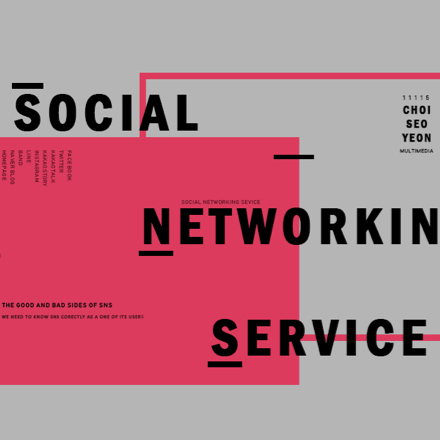 SOCIAL
11115
CHOI
SEO
YEON
MULTIMEDIA
FACEBOOK
TWITTER
KAKAOTALK
KAKAOSTORY
INSTAGRAM
LINE
BAND
NAVER BLOG
HOMEPAGE
SOCIAL NETWORKING SEVICE
NETWORKIN
THE GOOD AND BAD SIDES OF SNS
WE NEED TO KNOW SNS CORECTLY AS A ONE OF ITS USERS
SERVICE